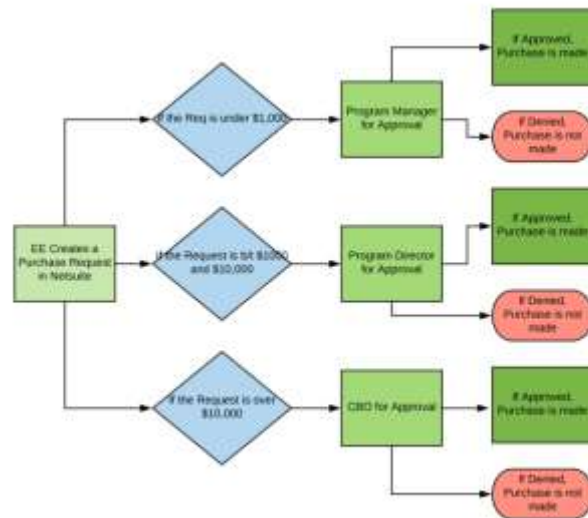 If Approved,
Purchase is made
If the Req is under $1,000
Program Manager
for Approval
If Denied,
Purchase is not
made
EE Creates a
Purchase Request
in Netsuite
If the Request is b/t $1000
and $10,000
Program Director
for Approval
If Approved,
Purchase is made
If Denied,
Purchase is not
made
If the Request is over
$10,000
CBO for Approval
If Approved,
Purchase is made
If Denied,
Purchase is not
made